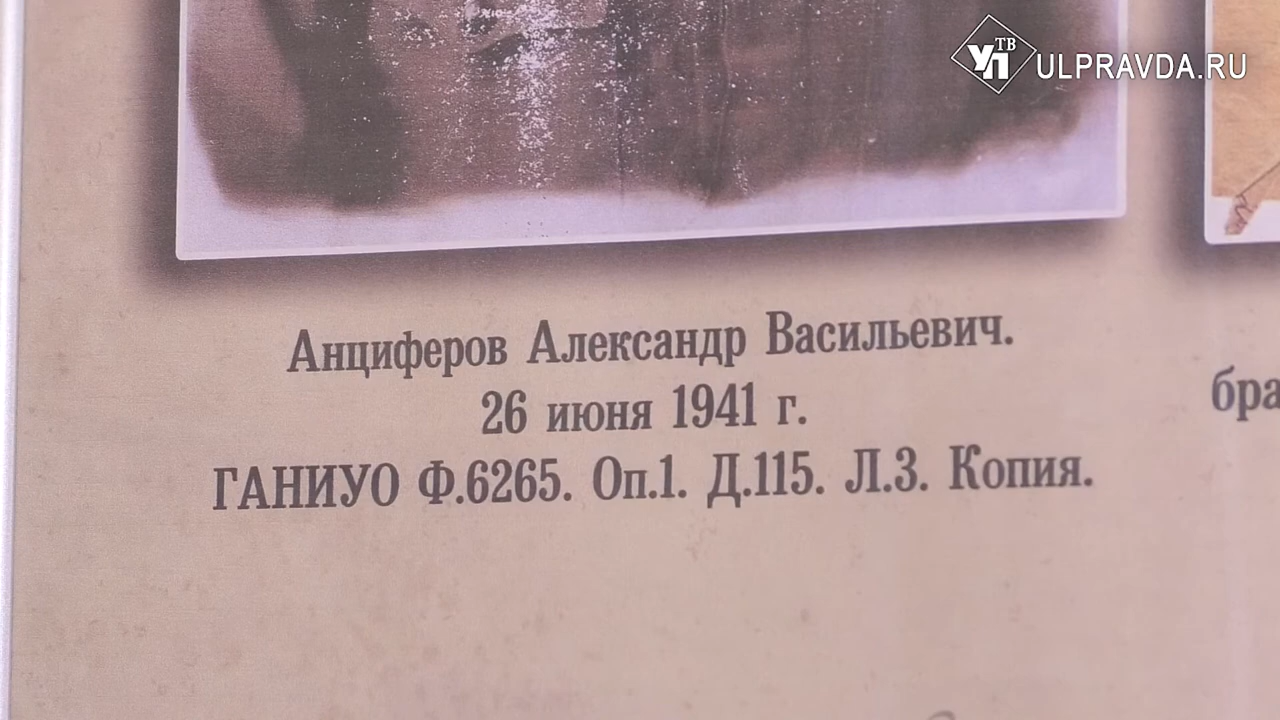 УП ТВ ULPRAVDA.RU
Анциферов Александр Васильевич.
26 июня 1941 г.
ГАНИУО Ф.6265. Оп.1. Д.115. Л.3. Копия.
бра